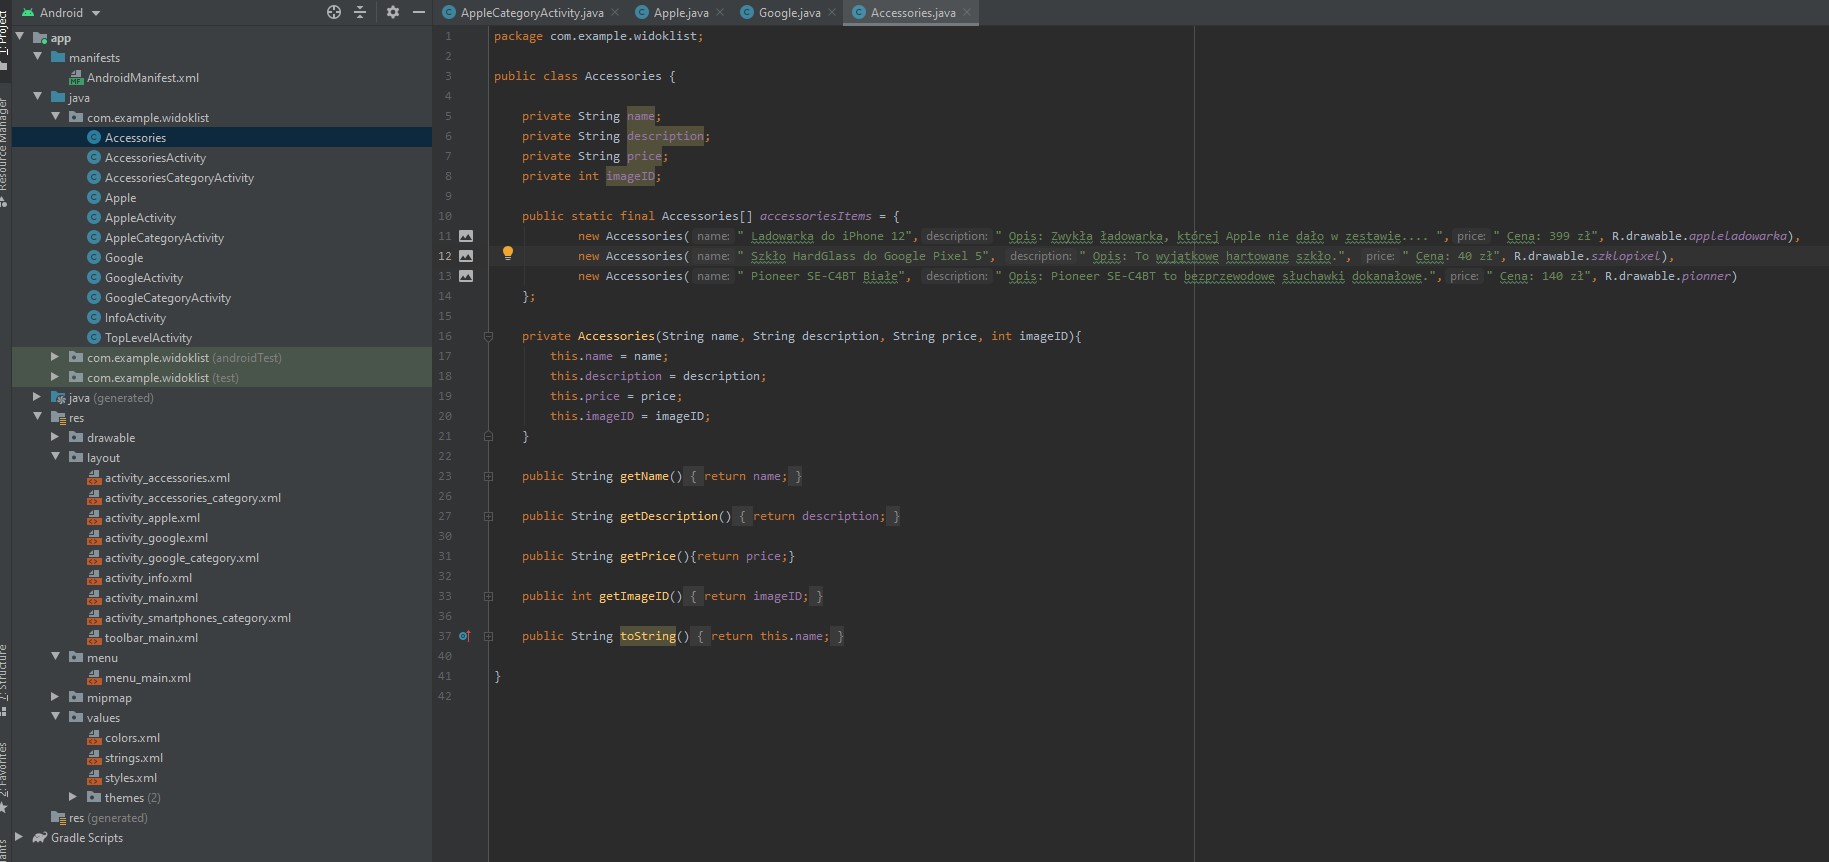 Android
AppleCategoryActivity.java
Apple.java
Google.java
Accessories.java
1: Project
Resource Manager
7: Structure
2: Favorites
app
manifests
AndroidManifest.xml
java
com.example.widoklist
Accessories
AccessoriesActivity
AccessoriesCategoryActivity
Apple
AppleActivity
AppleCategoryActivity
Google
GoogleActivity
GoogleCategoryActivity
InfoActivity
TopLevelActivity
com.example.widoklist (androidTest)
com.example.widoklist (test)
java (generated)
res
drawable
layout
activity_accessories.xml
activity_accessories_category.xml
activity_apple.xml
activity_google.xml
activity_google_category.xml
activity_info.xml
activity_main.xml
activity_smartphones_category.xml
toolbar_main.xml
menu
menu_main.xml
mipmap
values
colors.xml
strings.xml
styles.xml
themes (2)
res (generated)
Gradle Scripts
1 package com.example.widoklist;
2
3 public class Accessories {
4
5 private String name;
6 private String description;
7 private String price;
8 private int imageID;
9
10 public static final Accessories[] accessoriesItems = {
11 new Accessories( name: " Ladowarka do iPhone 12", description: " Opis: Zwykła ładowarka, której Apple nie dało w zestawie.... ", price: " Cena: 399 zł", R.drawable.appleladowarka),
12 new Accessories( name: " Szkło HardGlass do Google Pixel 5", description: " Opis: To wyjątkowe hartowane szkło.", price: " Cena: 40 zł", R.drawable.szklopixel),
13 new Accessories( name: " Pioneer SE-C4BT Białe", description: " Opis: Pioneer SE-C4BT to bezprzewodowe słuchawki dokanałowe.", price: " Cena: 140 zł", R.drawable.pionner)
14 };
15
16 private Accessories(String name, String description, String price, int imageID){
17 this.name = name;
18 this.description = description;
19 this.price = price;
20 this.imageID = imageID;
21 }
22
23 public String getName() { return name; }
26
27 public String getDescription() { return description; }
30
31 public String getPrice(){return price;}
32
33 public int getImageID() { return imageID; }
36
37 public String toString() { return this.name; }
40
41 }
42